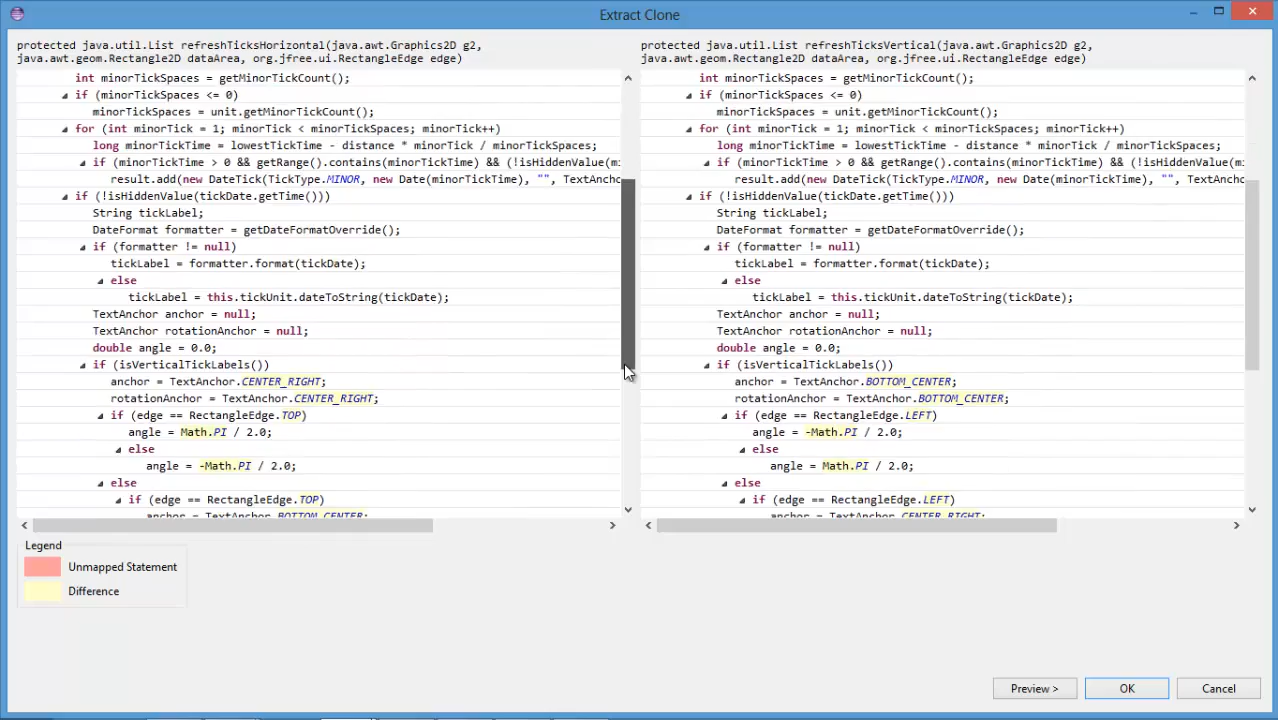 Extract Clone
protected java.util.List refreshTicksHorizontal(java.awt.Graphics2D g2,
java.awt.geom.Rectangle2D dataArea, org.jfree.ui.RectangleEdge edge)
int minorTickSpaces = getMinorTickCount();
if (minorTickSpaces <= 0)
minorTickSpaces = unit.getMinorTickCount();
for (int minorTick = 1; minorTick < minorTickSpaces; minorTick++)
long minorTickTime = lowestTickTime - distance * minorTick / minorTickSpaces;
if (minorTickTime > 0 && getRange().contains(minorTickTime) && (!isHiddenValue(mi
result.add(new DateTick(TickType.MINOR, new Date(minorTickTime), "", TextAncho
if (!isHiddenValue(tickDate.getTime()))
String tickLabel;
DateFormat formatter = getDateFormatOverride();
if (formatter != null)
tickLabel = formatter.format(tickDate);
else
tickLabel = this.tickUnit.dateToString(tickDate);
TextAnchor anchor = null;
TextAnchor rotationAnchor = null;
double angle = 0.0;
if (isVerticalTickLabels())
anchor = TextAnchor.CENTER_RIGHT;
rotationAnchor = TextAnchor.CENTER_RIGHT;
if (edge == RectangleEdge.TOP)
angle = Math.PI / 2.0;
else
angle = -Math.PI / 2.0;
else
if (edge == RectangleEdge.TOP)
anchor = TextAnchor.BOTTOM_CENTER;
protected java.util.List refreshTicksVertical(java.awt.Graphics2D g2,
java.awt.geom.Rectangle2D dataArea, org.jfree.ui.RectangleEdge edge)
int minorTickSpaces = getMinorTickCount();
if (minorTickSpaces <= 0)
minorTickSpaces = unit.getMinorTickCount();
for (int minorTick = 1; minorTick < minorTickSpaces; minorTick++)
long minorTickTime = lowestTickTime - distance * minorTick / minorTickSpaces;
if (minorTickTime > 0 && getRange().contains(minorTickTime) && (!isHiddenValue(mi
result.add(new DateTick(TickType.MINOR, new Date(minorTickTime), "", TextAncho
if (!isHiddenValue(tickDate.getTime()))
String tickLabel;
DateFormat formatter = getDateFormatOverride();
if (formatter != null)
tickLabel = formatter.format(tickDate);
else
tickLabel = this.tickUnit.dateToString(tickDate);
TextAnchor anchor = null;
TextAnchor rotationAnchor = null;
double angle = 0.0;
if (isVerticalTickLabels())
anchor = TextAnchor.BOTTOM_CENTER;
rotationAnchor = TextAnchor.BOTTOM_CENTER;
if (edge == RectangleEdge.LEFT)
angle = -Math.PI / 2.0;
else
angle = Math.PI / 2.0;
else
if (edge == RectangleEdge.LEFT)
anchor = TextAnchor.CENTER_RIGHT;
Legend
Unmapped Statement
Difference
Preview >
OK
Cancel